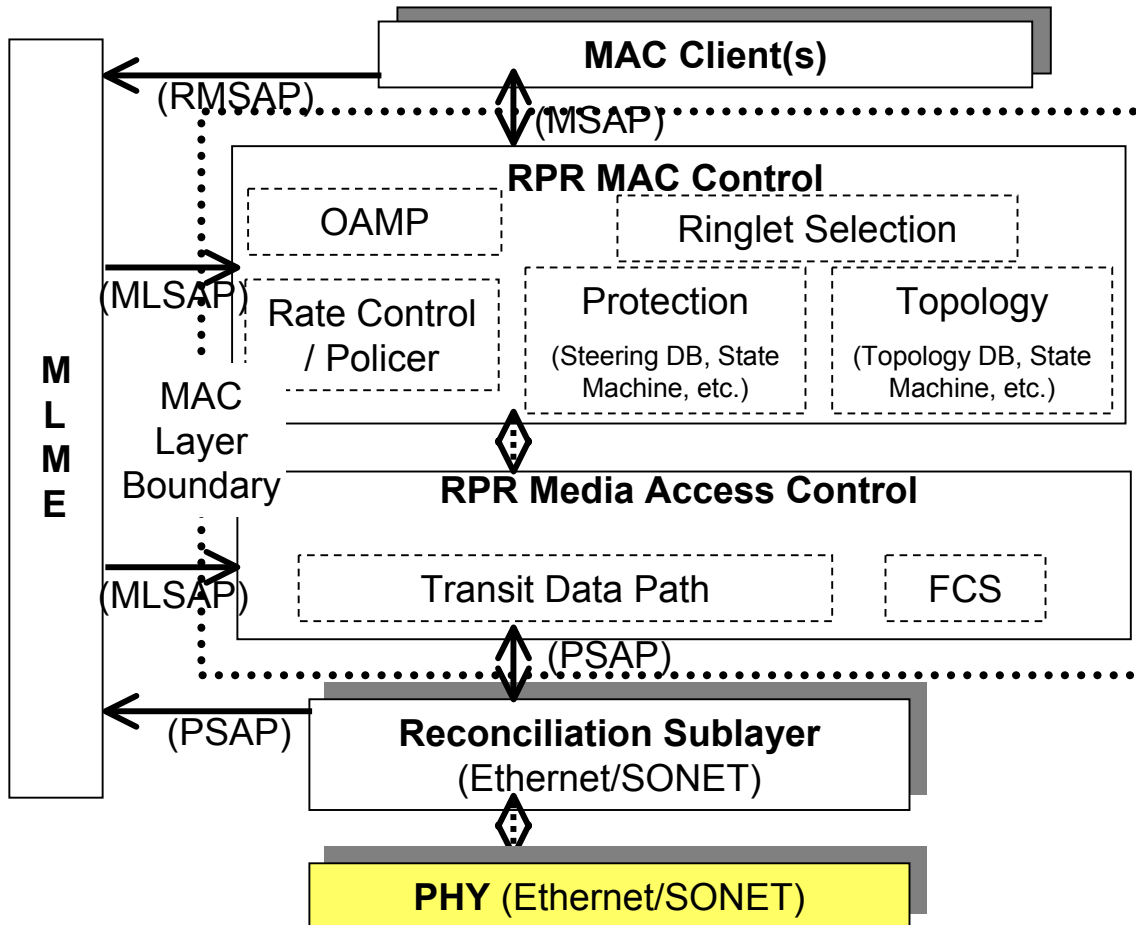 MAC Client(s)
(RMSAP)
(MSAP)
RPR MAC Control
OAMP
Ringlet Selection
(MLSAP)
Rate Control
/ Policer
Protection
(Steering DB, State
Machine, etc.)
Topology
(Topology DB, State
Machine, etc.)
M
L
M
E
MAC
Layer
Boundary
RPR Media Access Control
(MLSAP)
Transit Data Path
FCS
(PSAP)
(PSAP)
Reconciliation Sublayer
(Ethernet/SONET)
PHY (Ethernet/SONET)